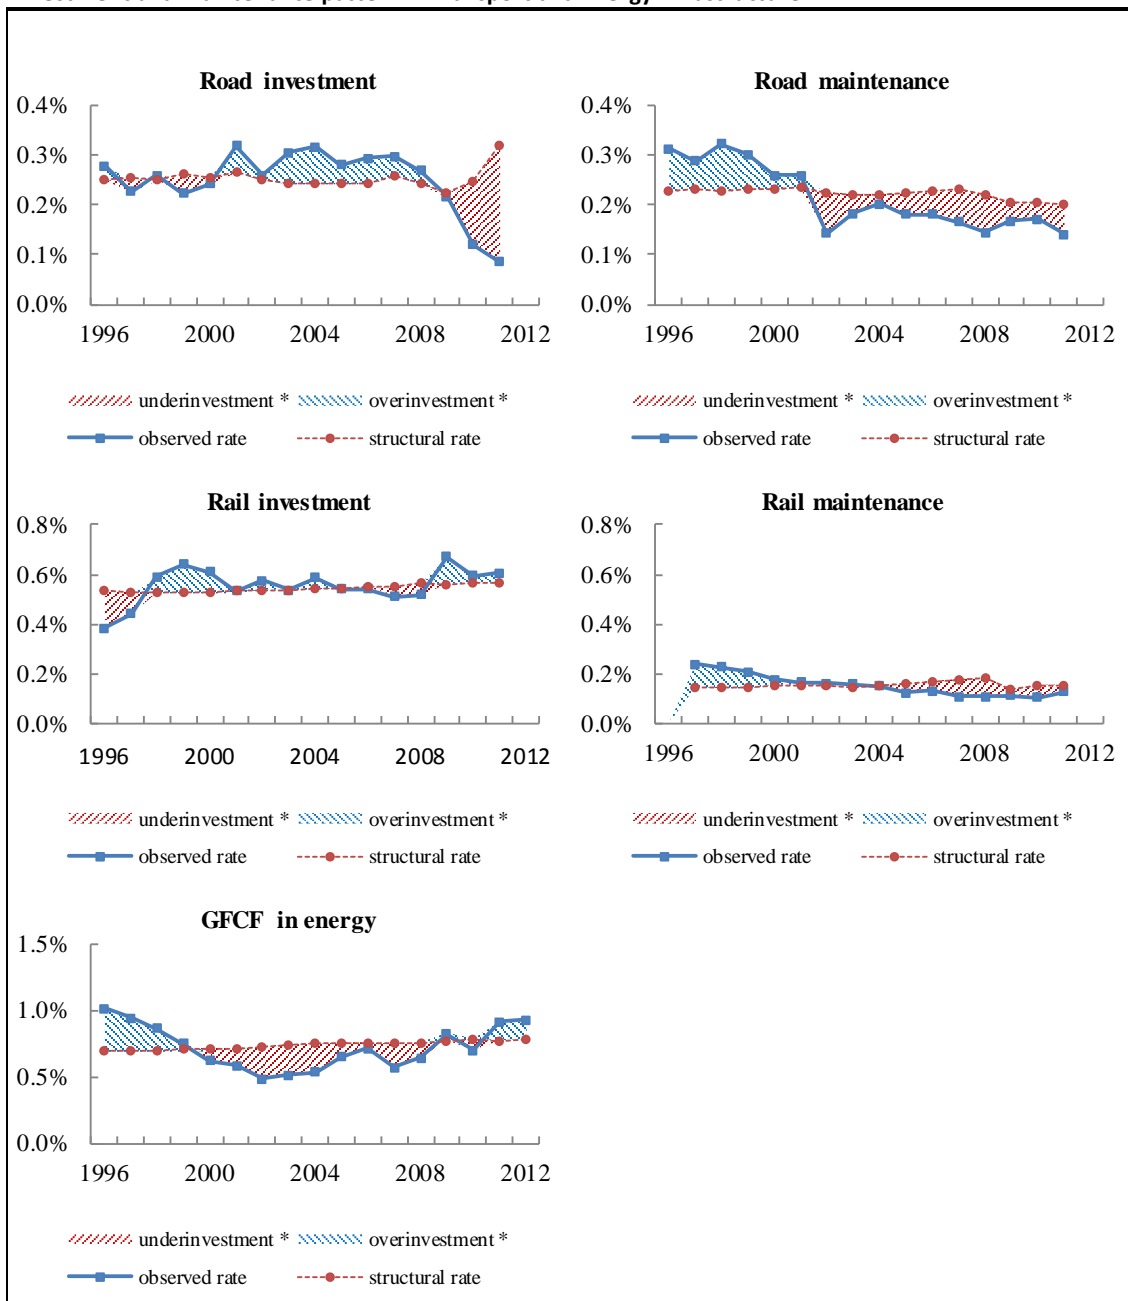 Road investment
0.4%
0.3%
0.2%
0.1%
0.0%
1996 2000 2004 2008 2012
underinvestment * overinvestment *
observed rate structural rate
Road maintenance
0.4%
0.3%
0.2%
0.1%
0.0%
1996 2000 2004 2008 2012
underinvestment * overinvestment *
observed rate structural rate
Rail investment
0.8%
0.6%
0.4%
0.2%
0.0%
1996 2000 2004 2008 2012
underinvestment * overinvestment *
observed rate structural rate
Rail maintenance
0.8%
0.6%
0.4%
0.2%
0.0%
1996 2000 2004 2008 2012
underinvestment * overinvestment *
observed rate structural rate
GFCF in energy
1.5%
1.0%
0.5%
0.0%
1996 2000 2004 2008 2012
underinvestment * overinvestment *
observed rate structural rate